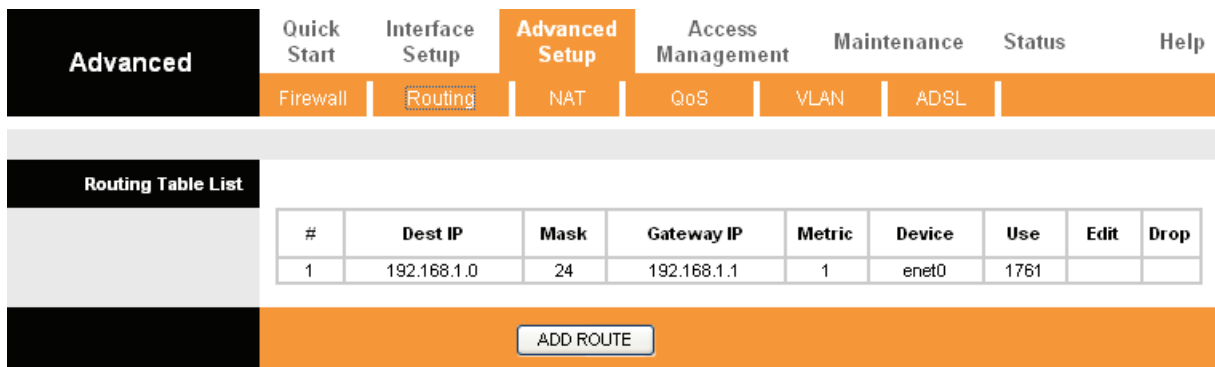 Advanced
Quick Start
Interface Setup
Advanced Setup
Access Management
Maintenance
Status
Help
Firewall
Routing
NAT
QoS
VLAN
ADSL
Routing Table List
# Dest IP Mask Gateway IP Metric Device Use Edit Drop
1 192.168.1.0 24 192.168.1.1 1 enet0 1761
ADD ROUTE